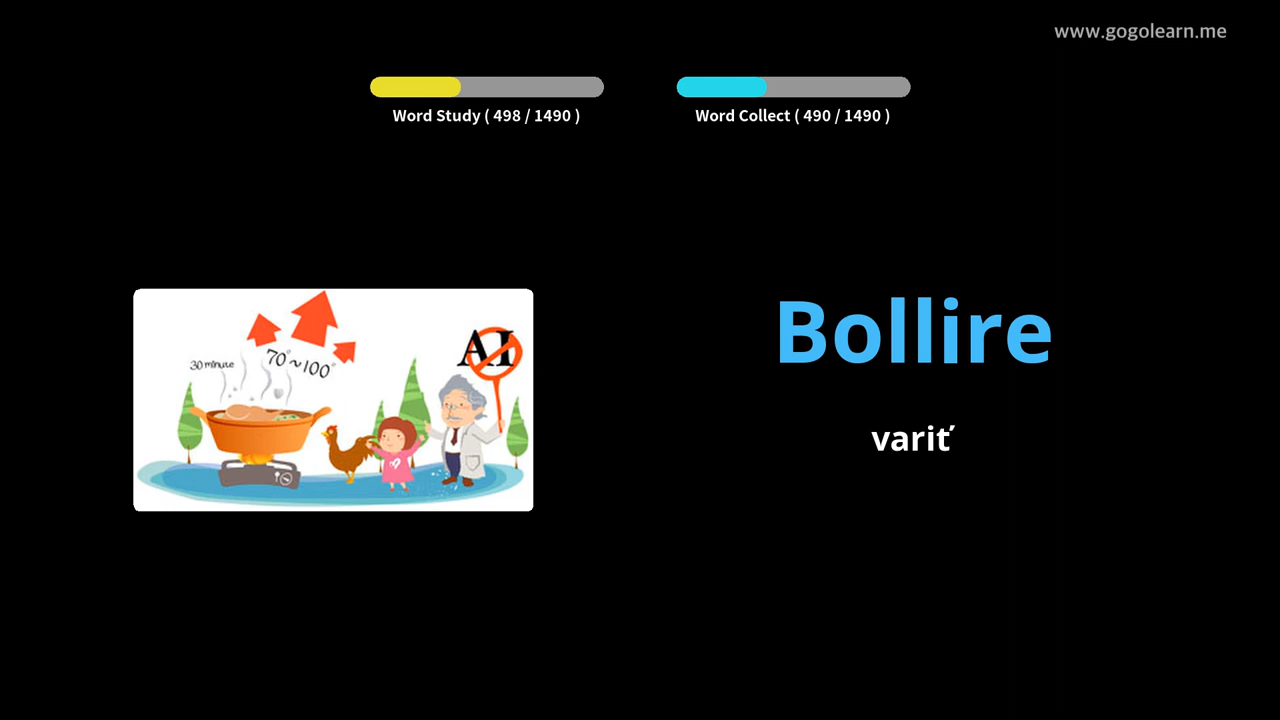 www.gogolearn.me
Word Study ( 498 / 1490 )
Word Collect ( 490 / 1490 )
30 minute
70°~100°
AI
Bollire
variť